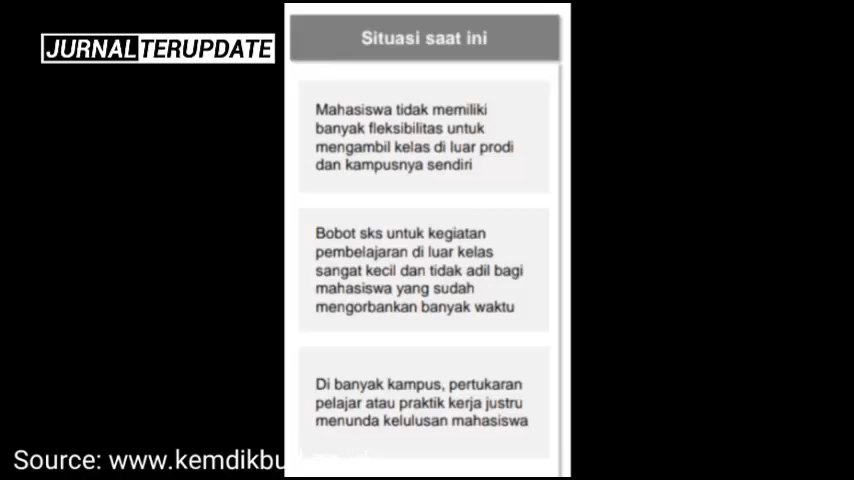 JURNALTERUPDATE
Situasi saat ini
Mahasiswa tidak memiliki
banyak fleksibilitas untuk
mengambil kelas di luar prodi
dan kampusnya sendiri
Bobot sks untuk kegiatan
pembelajaran di luar kelas
sangat kecil dan tidak adil bagi
mahasiswa yang sudah
mengorbankan banyak waktu
Di banyak kampus, pertukaran
pelajar atau praktik kerja justru
menunda kelulusan mahasiswa
Source: